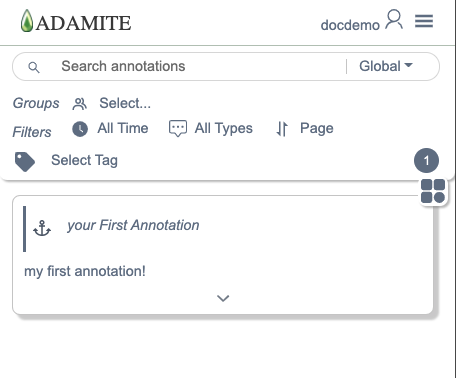 ADAMITE
docdemo
Search annotations
Global
Groups Select...
Filters All Time All Types Page
Select Tag
1
your First Annotation
my first annotation!